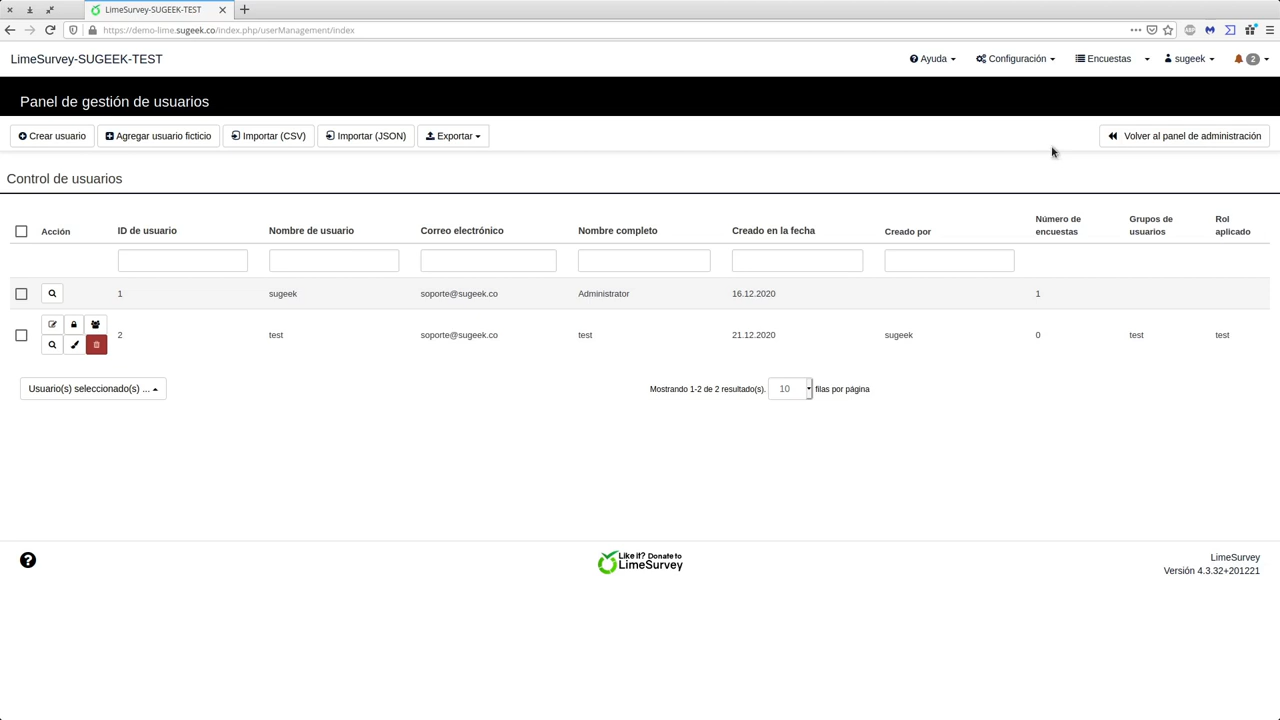 LimeSurvey-SUGEEK-TEST
https://demo-lime.sugeek.co/index.php/userManagement/index
LimeSurvey-SUGEEK-TEST
Ayuda
Configuración
Encuestas
sugeek
2
Panel de gestión de usuarios
Crear usuario
Agregar usuario ficticio
Importar (CSV)
Importar (JSON)
Exportar
Volver al panel de administración
Control de usuarios
Acción
ID de usuario
Nombre de usuario
Correo electrónico
Nombre completo
Creado en la fecha
Creado por
Número de
encuestas
Grupos de
usuarios
Rol
aplicado
1 sugeek soporte@sugeek.co Administrator 16.12.2020 1
2 test soporte@sugeek.co test 21.12.2020 sugeek 0 test test
Usuario(s) seleccionado(s) ...
Mostrando 1-2 de 2 resultado(s). 10 filas por página
Like it? Donate to
LimeSurvey
LimeSurvey
Versión 4.3.32+201221